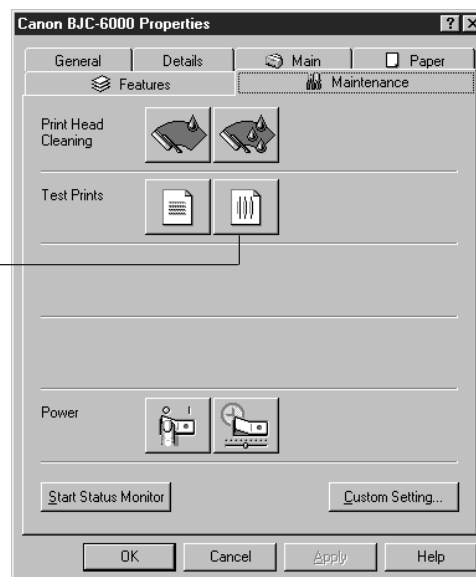 Canon BJC-6000 Properties
General Details Main Paper
Features Maintenance
Print Head
Cleaning
Test Prints
Power
Start Status Monitor Custom Setting...
OK Cancel Apply Help